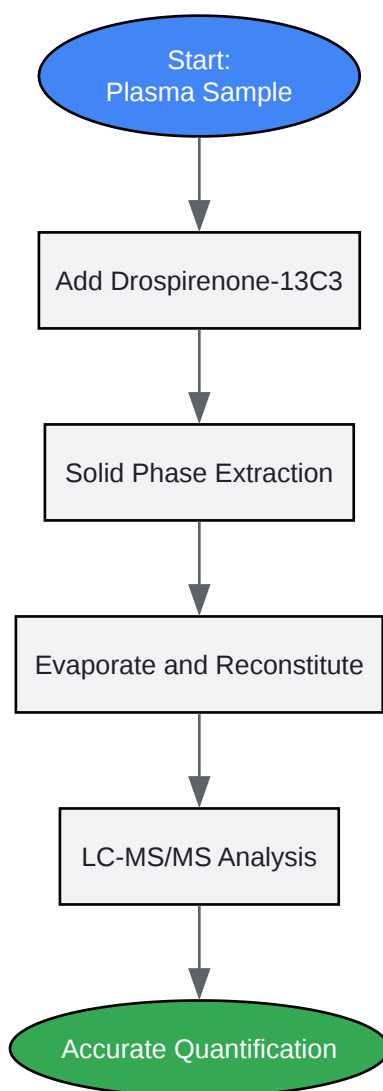 Start:
Plasma Sample
Add Drospirenone-13C3
Solid Phase Extraction
Evaporate and Reconstitute
LC-MS/MS Analysis
Accurate Quantification